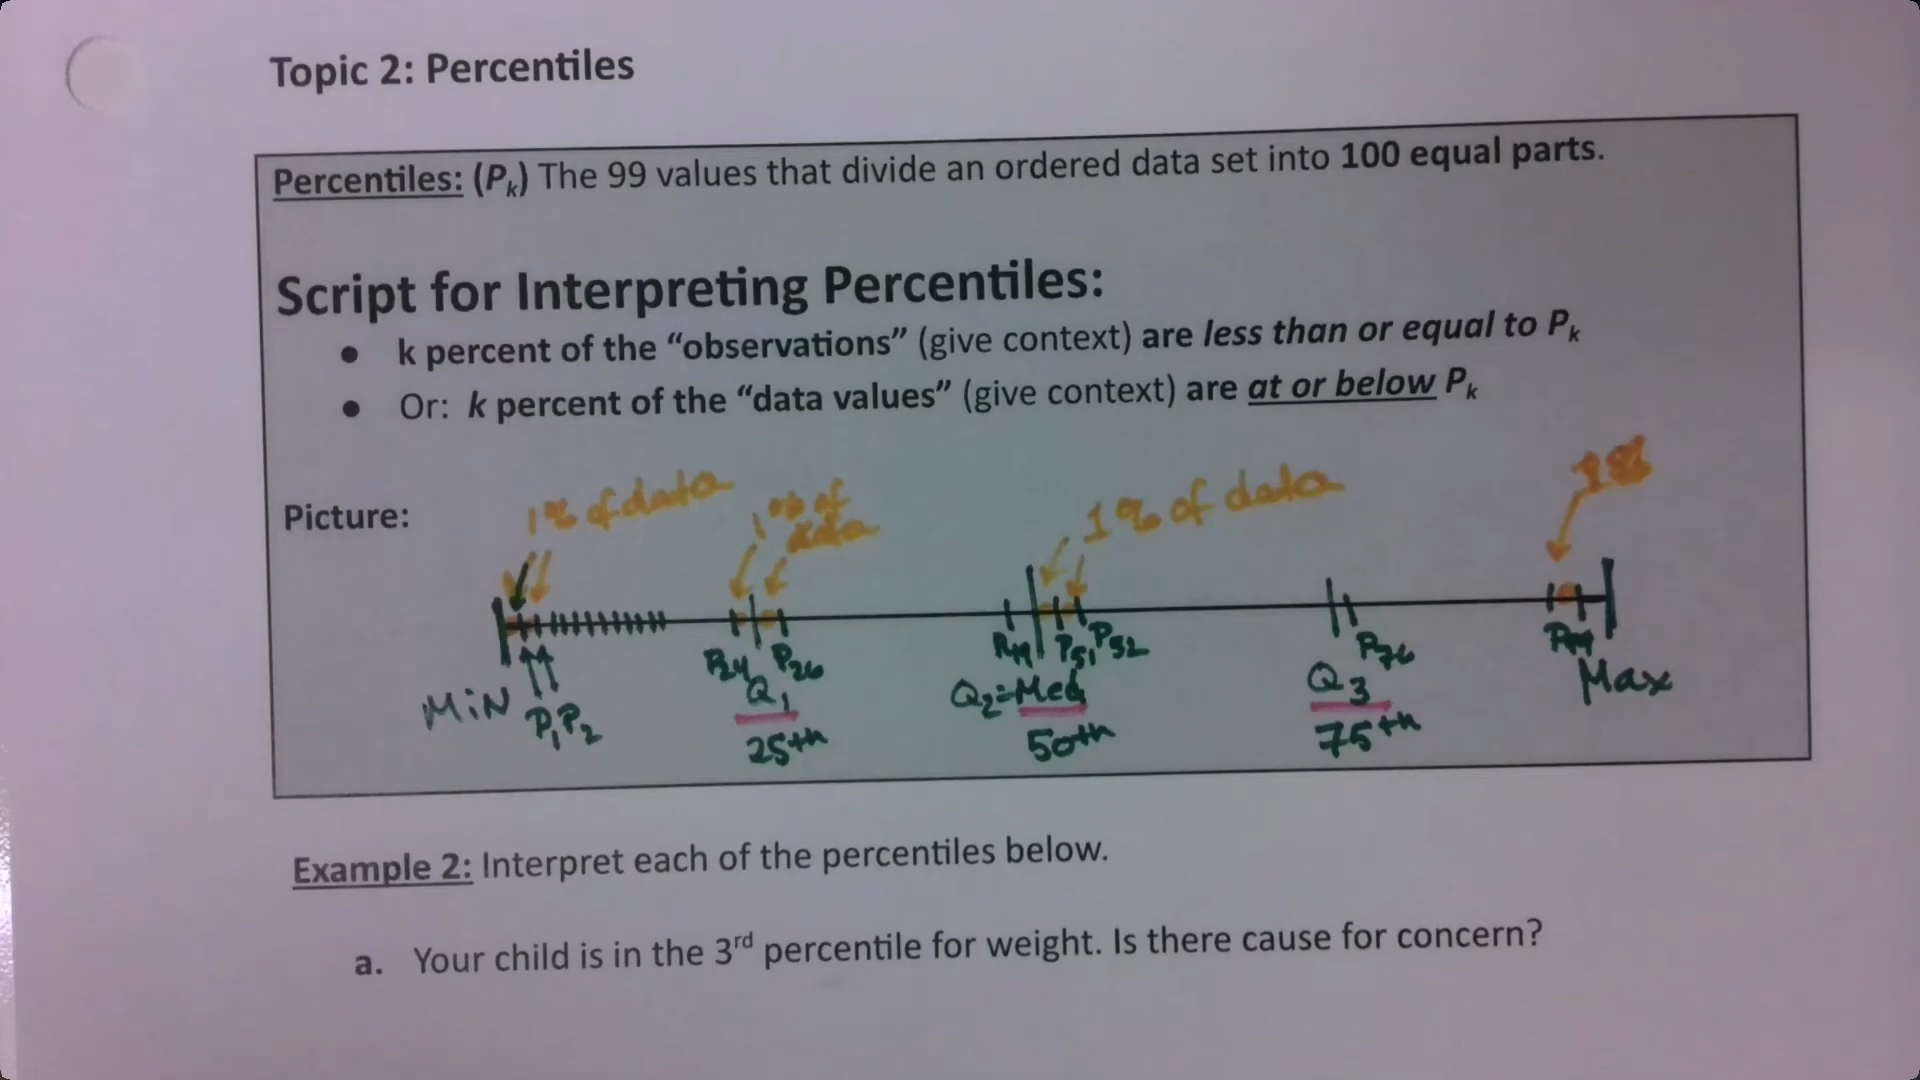 Topic 2: Percentiles
Percentiles: (Pk) The 99 values that divide an ordered data set into 100 equal parts.
Script for Interpreting Percentiles:
● k percent of the “observations” (give context) are less than or equal to Pk
● Or: k percent of the “data values” (give context) are at or below Pk
Picture:
1% of data
1% of
data
1% of data
1%
P24 P26
P51 P52
P76
Min
P1 P2
Q1
25th
Q2=Med
50th
Q3
75th
Max
Example 2: Interpret each of the percentiles below.
a. Your child is in the 3rd percentile for weight. Is there cause for concern?